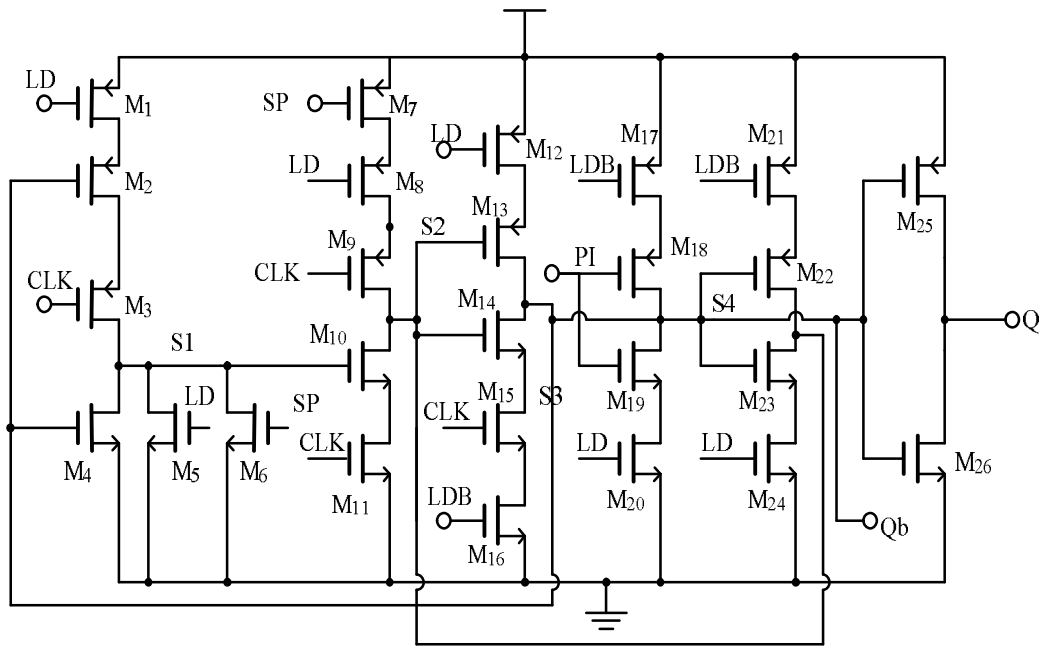 LD
M1
M2
CLK
M3
S1
M4
LD
M5
SP
M6
SP
M7
LD
M8
M9
CLK
M10
CLK
M11
LD
M12
S2
M13
M14
M15
CLK
S3
LDB
M16
M17
LDB
PI
M18
M19
LD
M20
M21
LDB
M22
S4
M23
LD
M24
M25
Q
M26
Qb